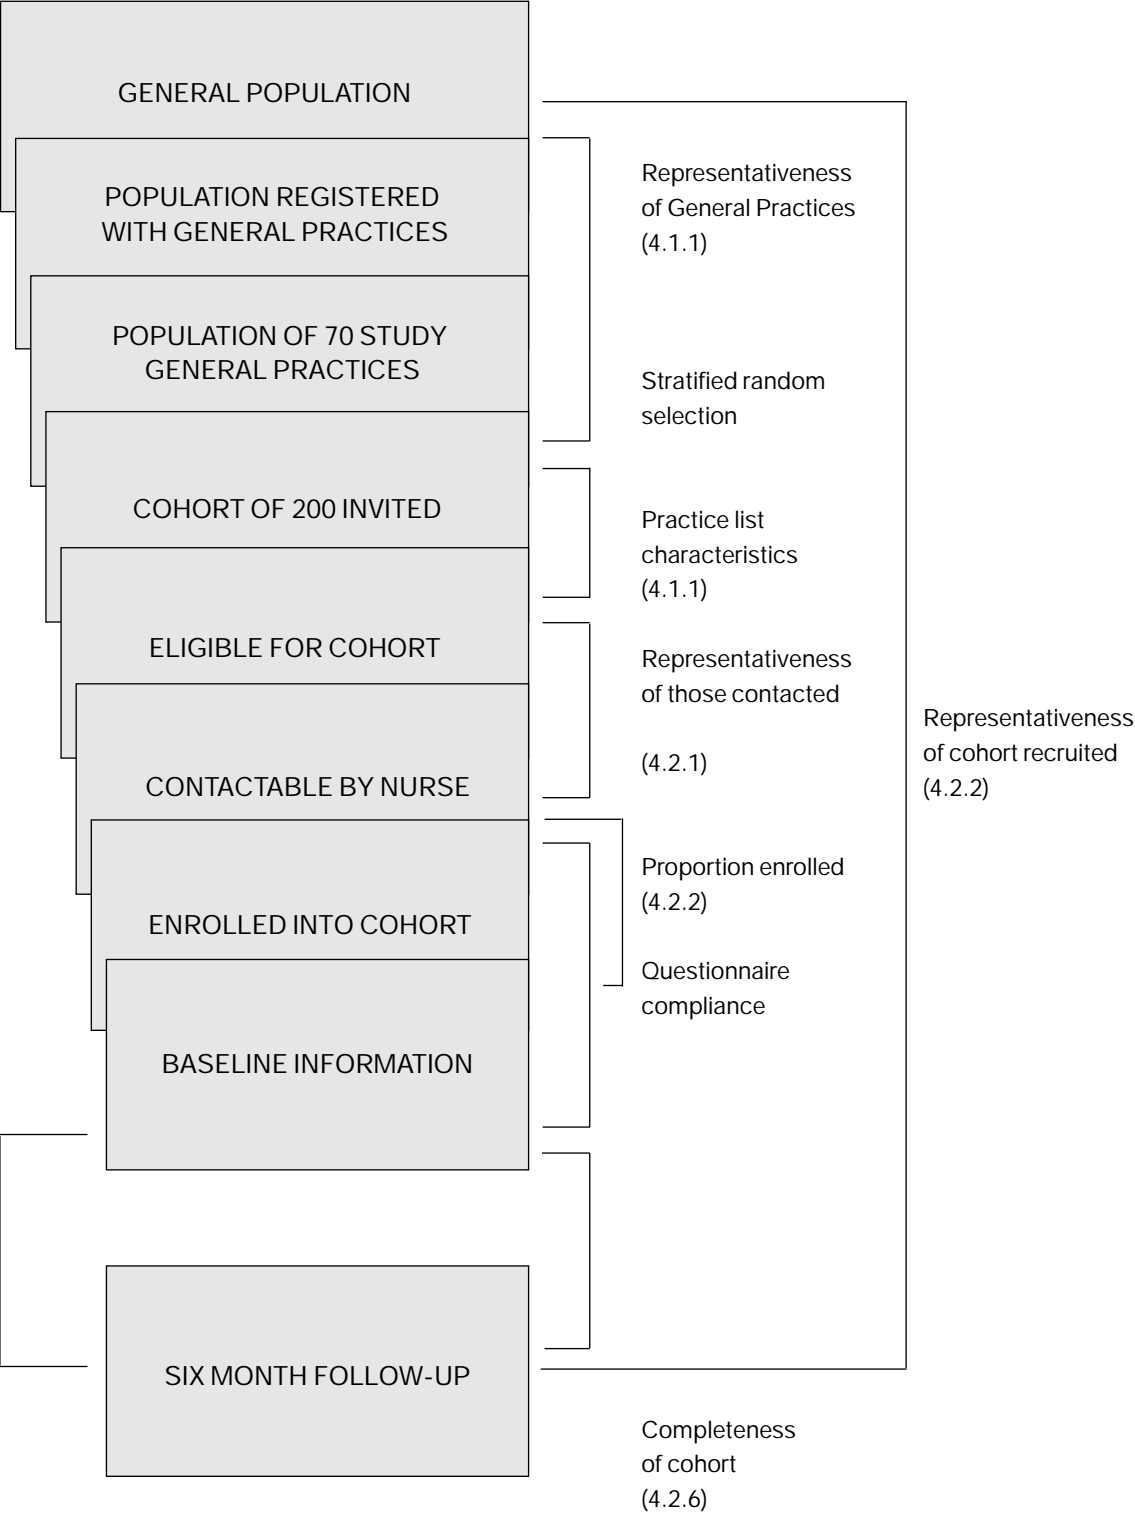 GENERAL POPULATION
POPULATION REGISTERED
WITH GENERAL PRACTICES
POPULATION OF 70 STUDY
GENERAL PRACTICES
COHORT OF 200 INVITED
ELIGIBLE FOR COHORT
CONTACTABLE BY NURSE
ENROLLED INTO COHORT
BASELINE INFORMATION
SIX MONTH FOLLOW-UP
Representativeness
of General Practices
(4.1.1)
Stratified random
selection
Practice list
characteristics
(4.1.1)
Representativeness
of those contacted
(4.2.1)
Proportion enrolled
(4.2.2)
Questionnaire
compliance
Completeness
of cohort
(4.2.6)
Representativeness
of cohort recruited
(4.2.2)